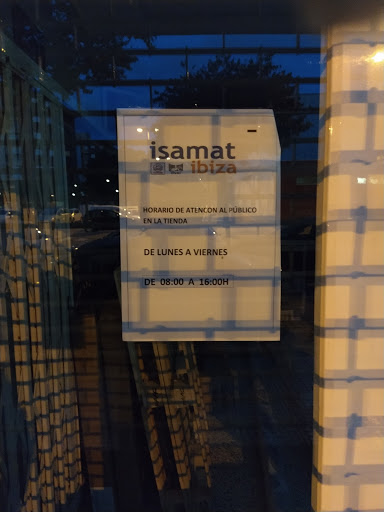 isamat
ibiza
HORARIO DE ATENCON AL PÚBLICO
EN LA TIENDA
DE LUNES A VIERNES
DE 08:00 A 16:00H